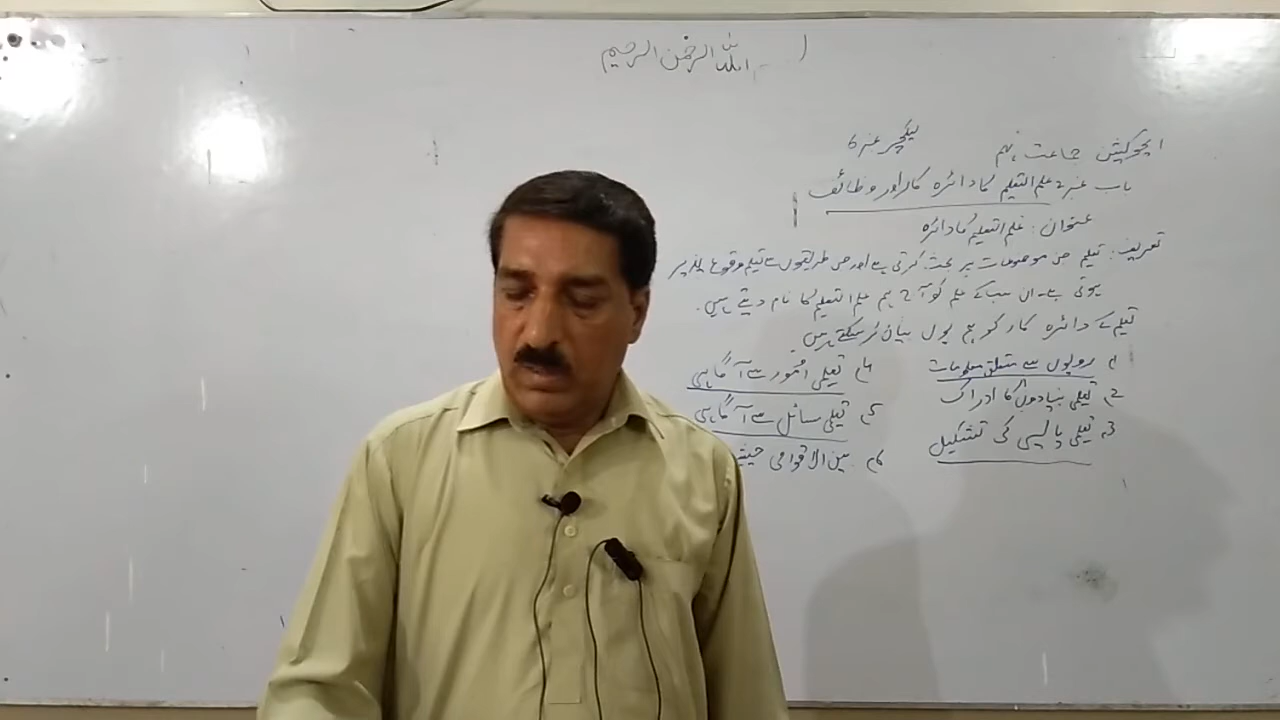 بسم اللہ الرحمن الرحیم
ایجوکیشن جماعت نہم لیکچر نمبر 6
باب نمبر 2 علم التعلیم کا دائرہ کار اور وظائف
عنوان: علم التعلیم کا دائرہ
تعریف: تعلیم جن موضوعات پر بحث کرتی ہے اور جن طریقوں سے تعلیم وقوع پذیر
ہوتی ہے۔ ان سب کے علم کو ہم علم التعلیم کا نام دیتے ہیں۔
تعلیم کے دائرہ کار کو ہم یوں بیان کر سکتے ہیں
1۔ رویوں سے متعلق معلومات
2۔ تعلیمی بنیادوں کا ادراک
3۔ تعلیمی پالیسی کی تشکیل
4۔ تعلیمی امور سے آگاہی
5۔ تعلیمی مسائل سے آگاہی
6۔ بین الاقوامی